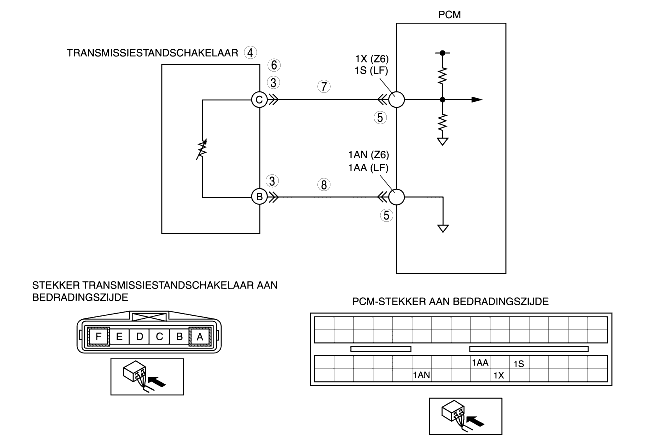 PCM
TRANSMISSIESTANDSCHAKELAAR 4
6
3
7
1X (Z6)
1S (LF)
C
5
1AN (Z6)
1AA (LF)
3
8
B
5
STEKKER TRANSMISSIESTANDSCHAKELAAR AAN
BEDRADINGSZIJDE
PCM-STEKKER AAN BEDRADINGSZIJDE
F E D C B A
1AA 1S
1AN 1X